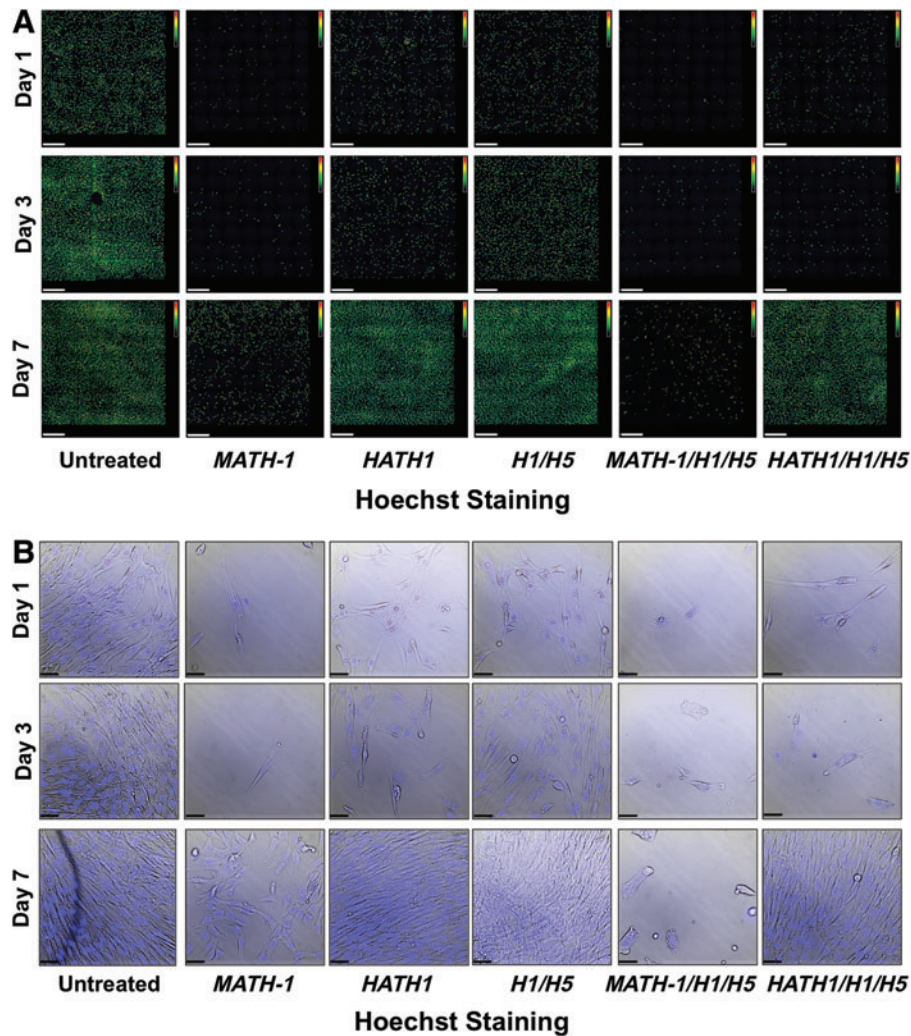 A
Day 1
Day 3
Day 7
Untreated MATH-1 HATH1 H1/H5 MATH-1/H1/H5 HATH1/H1/H5
Hoechst Staining
B
Day 1
Day 3
Day 7
Untreated MATH-1 HATH1 H1/H5 MATH-1/H1/H5 HATH1/H1/H5
Hoechst Staining